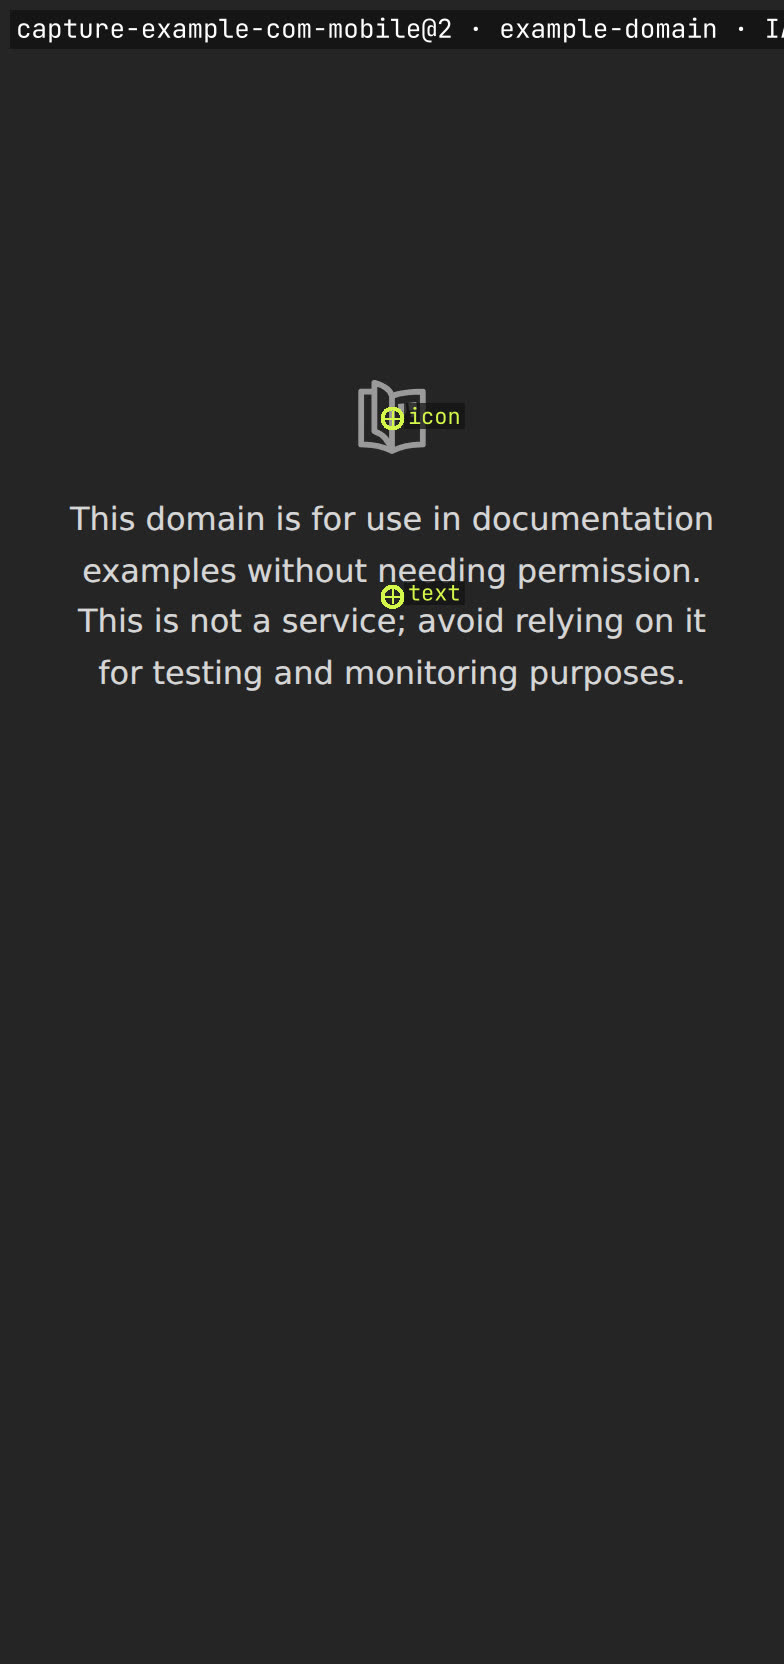 capture-example-com-mobile@2 · example-domain ·
icon
This domain is for use in documentation
examples without needing permission.
text
This is not a service; avoid relying on it
for testing and monitoring purposes.